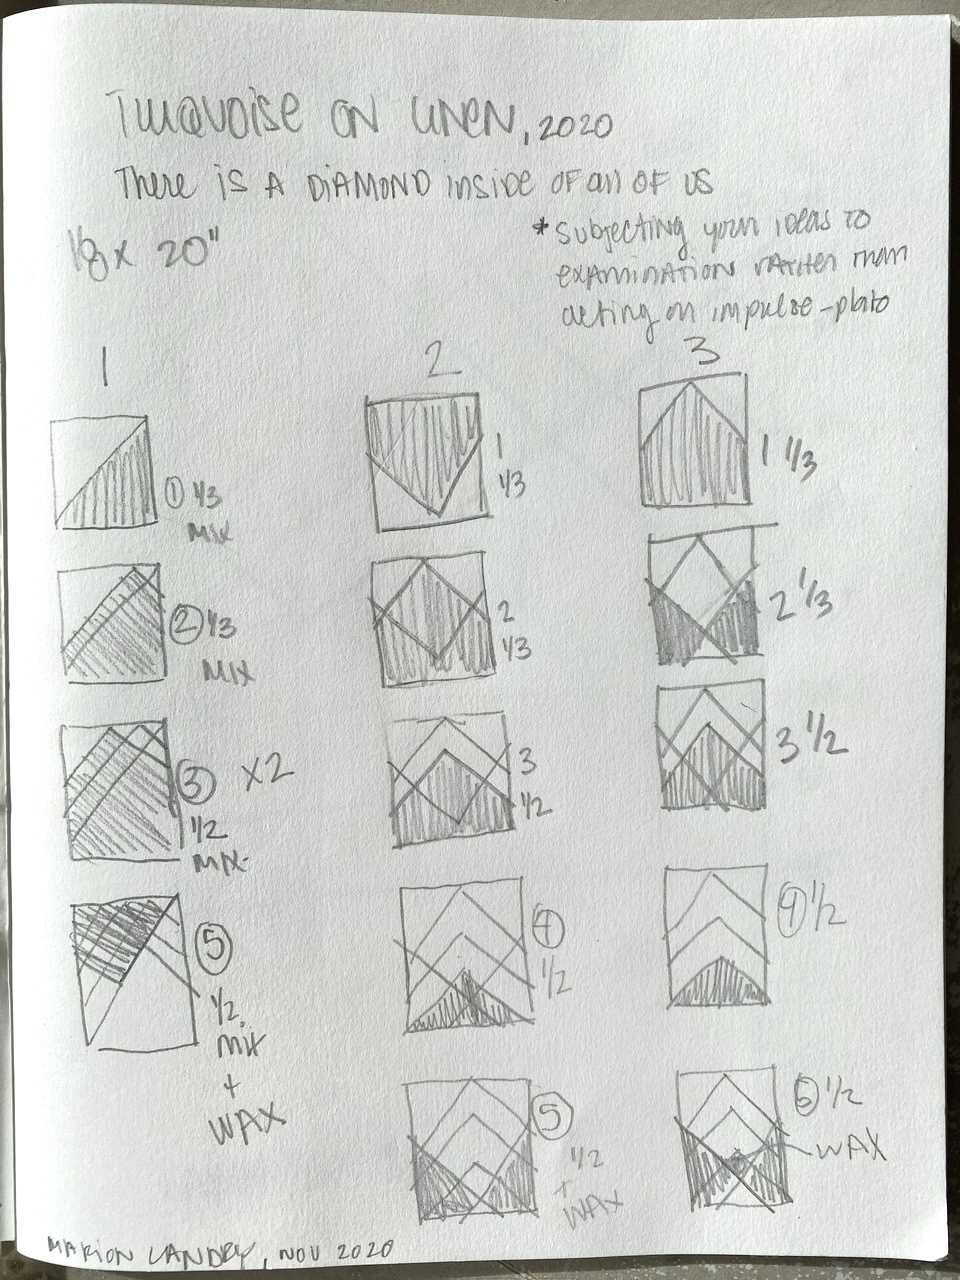 TURQUOISE ON LINEN, 2020
THERE IS A DIAMOND INSIDE OF all OF US
18 x 20"
* Subjecting your ideas TO
examination rather than
acting on impulse - plato
1
2
3
① 1/3
MIX
1
1/3
1 1/3
② 1/3
MIX
2
1/3
2 1/3
③ X2
1/2
MIX
3
1/2
3 1/2
⑤
1/2
mix
+
WAX
④
1/2
④ 1/2
⑤
1/2
+
WAX
⑤ 1/2
WAX
MARION LANDRY, NOV 2020